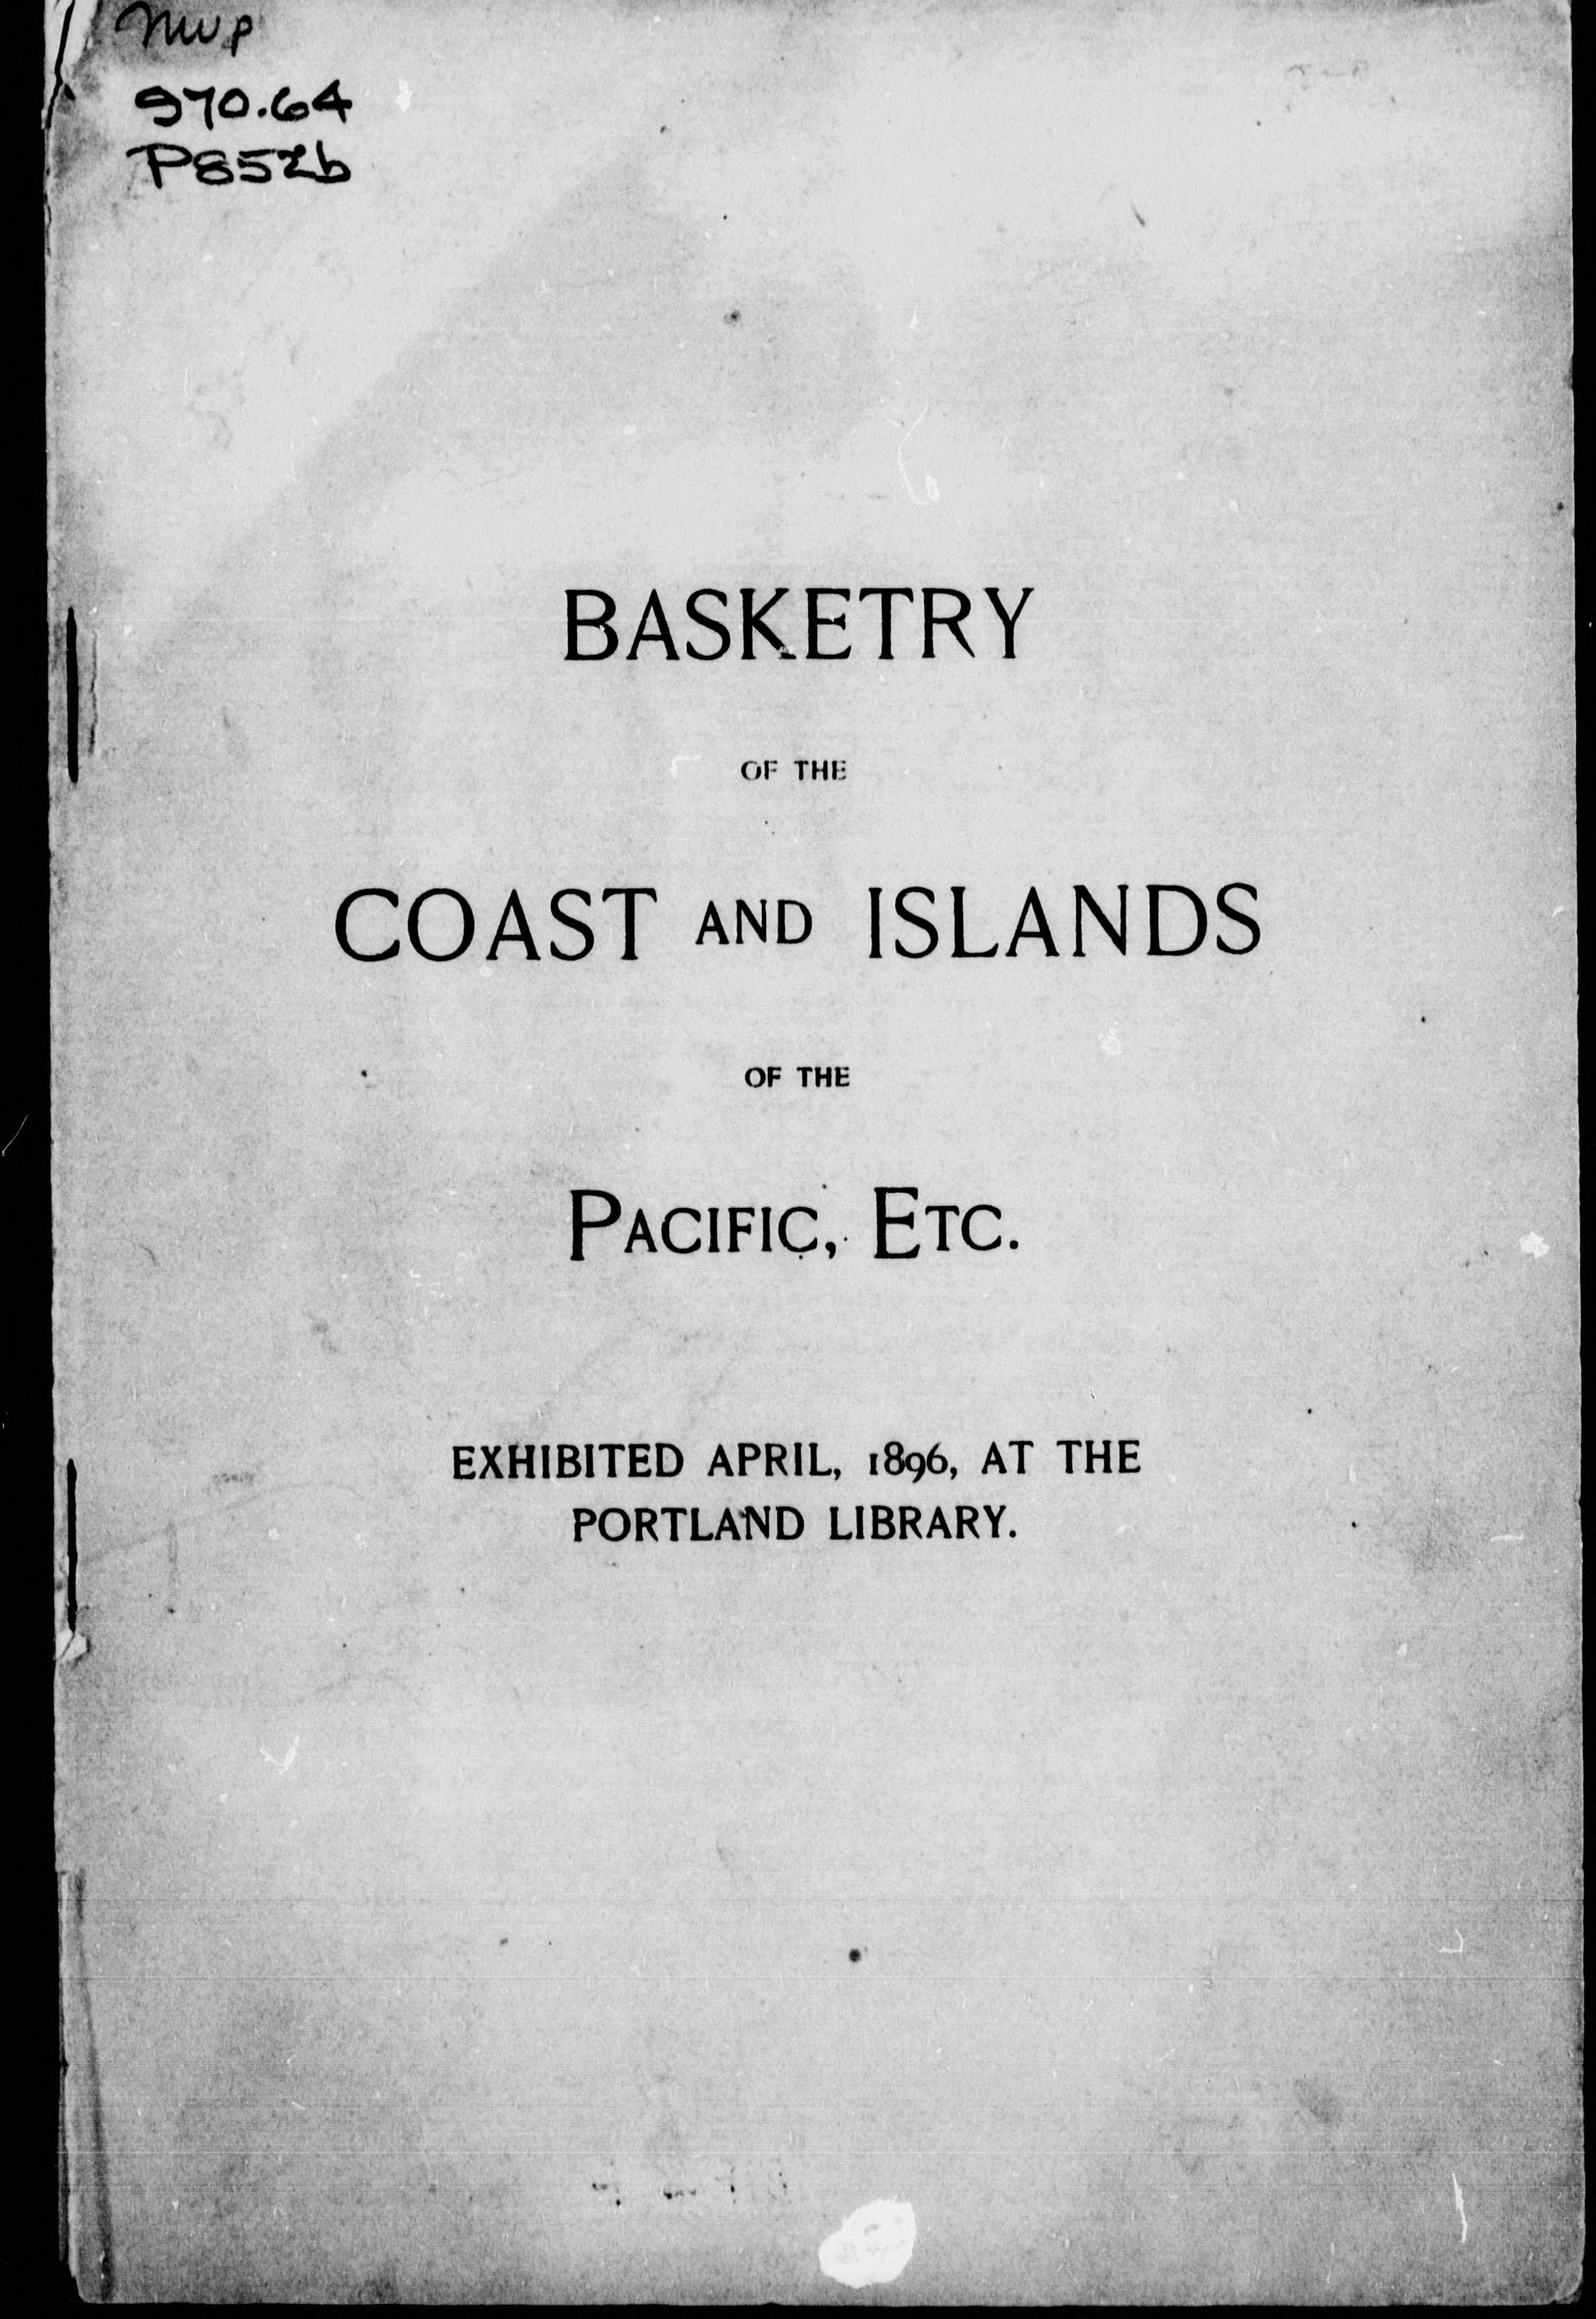 NWP
970.64
P852b
BASKETRY
OF THE
COAST AND ISLANDS
OF THE
PACIFIC, ETC.
EXHIBITED APRIL, 1896, AT THE
PORTLAND LIBRARY.